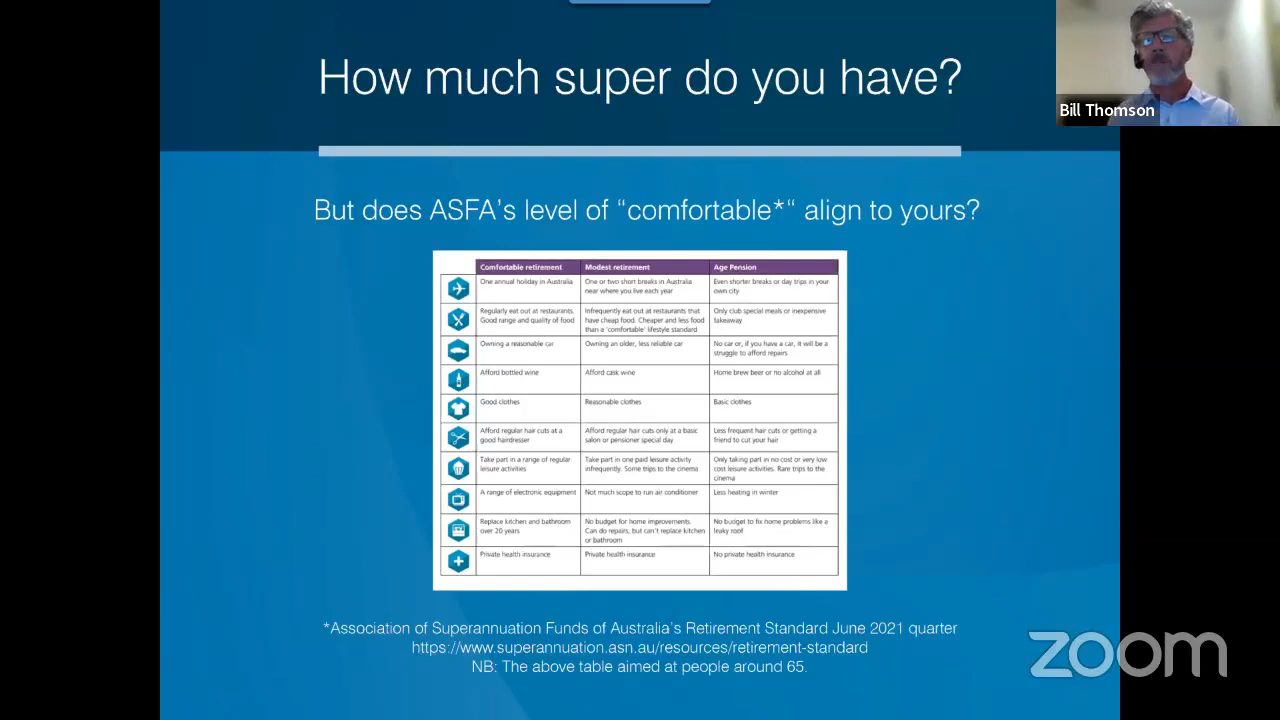 How much super do you have?
Bill Thomson
But does ASFA's level of “comfortable*“ align to yours?
Comfortable retirement Modest retirement Age Pension
One annual holiday in Australia
One or two short breaks in Australia
near where you live each year
Even shorter breaks or day trips in your
own city
Regularly eat out at restaurants.
Good range and quality of food
Infrequently eat out at restaurants that
have cheap food. Cheaper and less food
than a 'comfortable' lifestyle standard
Only club special meals or inexpensive
takeaway
Owning a reasonable car
Owning an older, less reliable car
No car or, if you have a car, it will be a
struggle to afford repairs
Afford bottled wine
Afford cask wine
Home brew beer or no alcohol at all
Good clothes
Reasonable clothes
Basic clothes
Afford regular hair cuts at a
good hairdresser
Afford regular hair cuts only at a basic
salon or pensioner special day
Less frequent hair cuts or getting a
friend to cut your hair
Take part in a range of regular
leisure activities
Take part in one paid leisure activity
infrequently. Some trips to the cinema
Only taking part in no cost or very low
cost leisure activities. Rare trips to the
cinema
A range of electronic equipment
Not much scope to run air conditioner
Less heating in winter
Replace kitchen and bathroom
over 20 years
No budget for home improvements.
Can do repairs, but can't replace kitchen
or bathroom
No budget to fix home problems like a
leaky roof
Private health insurance
Private health insurance
No private health insurance
*Association of Superannuation Funds of Australia's Retirement Standard June 2021 quarter
https://www.superannuation.asn.au/resources/retirement-standard
NB: The above table aimed at people around 65.
zoom